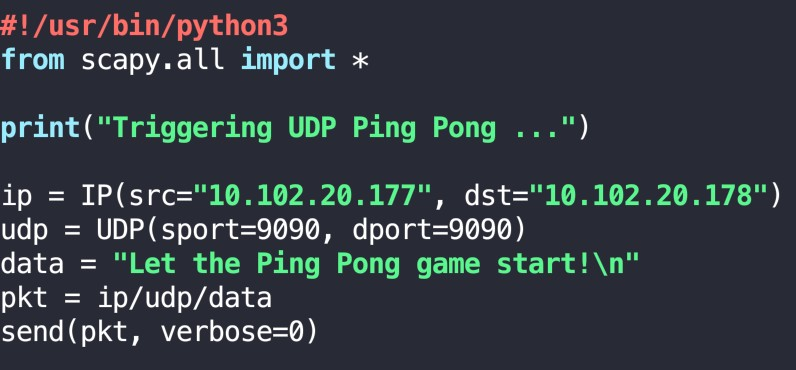 #!/usr/bin/python3
from scapy.all import *
print("Triggering UDP Ping Pong ...")
ip = IP(src="10.102.20.177", dst="10.102.20.178")
udp = UDP(sport=9090, dport=9090)
data = "Let the Ping Pong game start!\n"
pkt = ip/udp/data
send(pkt, verbose=0)